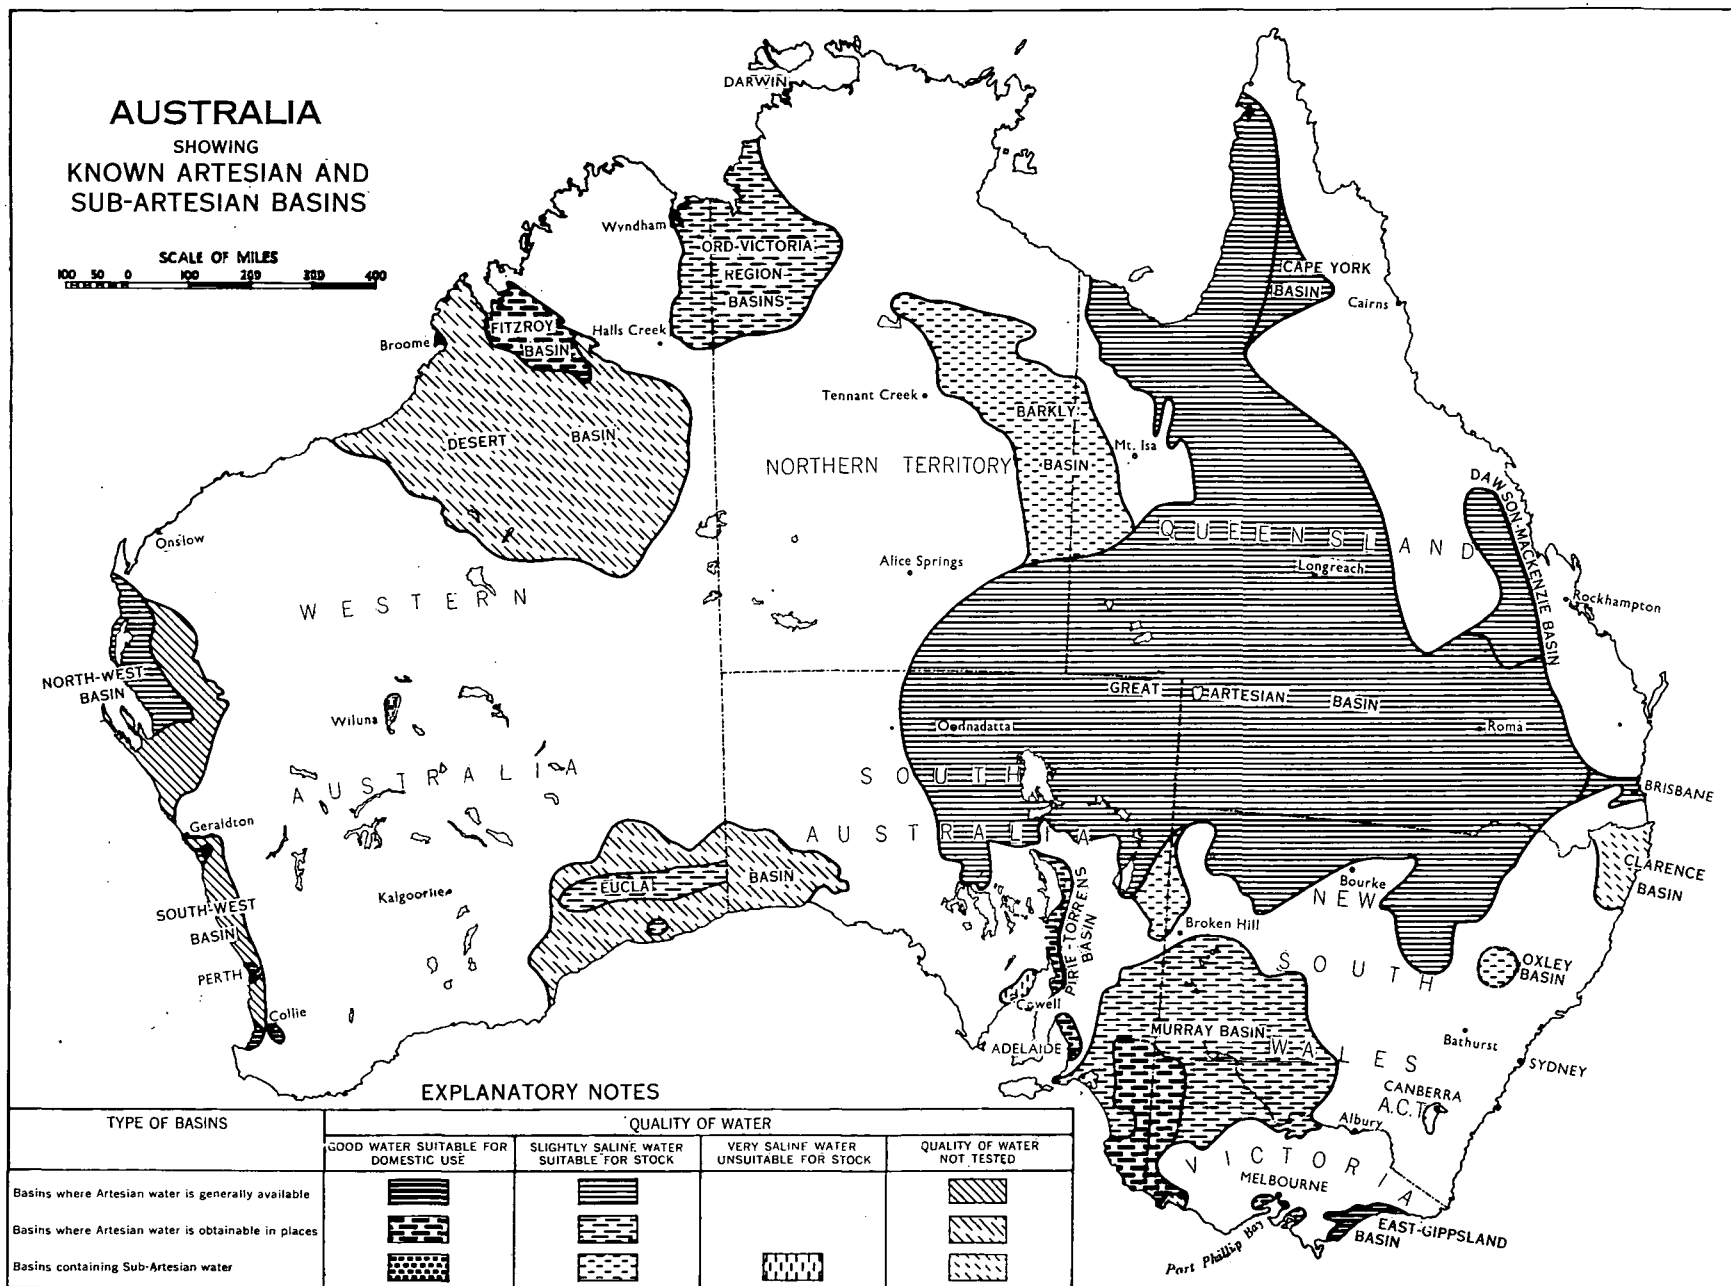 AUSTRALIA
SHOWING
KNOWN ARTESIAN AND
SUB-ARTESIAN BASINS
SCALE OF MILES
100 50 0 100 200 300 400
DARWIN
Wyndham
ORD-VICTORIA
REGION
BASINS
CAPE YORK
BASIN
Cairns
FITZROY
BASIN
Halls Creek
Broome
Tennant Creek
BARKLY
BASIN
Mt. Isa
DESERT BASIN
NORTHERN TERRITORY
DAWSON-MACKENZIE BASIN
QUEENSLAND
Onslow
Alice Springs
Longreach
Rockhampton
WESTERN
NORTH-WEST
BASIN
GREAT ARTESIAN BASIN
Wiluna
Oodnadatta
Roma
AUSTRALIA
SOUTH
BRISBANE
Geraldton
AUSTRALIA
CLARENCE
BASIN
EUCLA BASIN
Kalgoorlie
Bourke
NEW
SOUTH-WEST
BASIN
PIRIE-TORRENS
BASIN
Broken Hill
PERTH
SOUTH
OXLEY
BASIN
Cowell
Collie
MURRAY BASIN
WALES
Bathurst
ADELAIDE
SYDNEY
CANBERRA
A.C.T.
Albury
VICTORIA
MELBOURNE
Port Phillip Bay
EAST-GIPPSLAND
BASIN
EXPLANATORY NOTES
TYPE OF BASINS
QUALITY OF WATER
GOOD WATER SUITABLE FOR
DOMESTIC USE
SLIGHTLY SALINE WATER
SUITABLE FOR STOCK
VERY SALINE WATER
UNSUITABLE FOR STOCK
QUALITY OF WATER
NOT TESTED
Basins where Artesian water is generally available
Basins where Artesian water is obtainable in places
Basins containing Sub-Artesian water